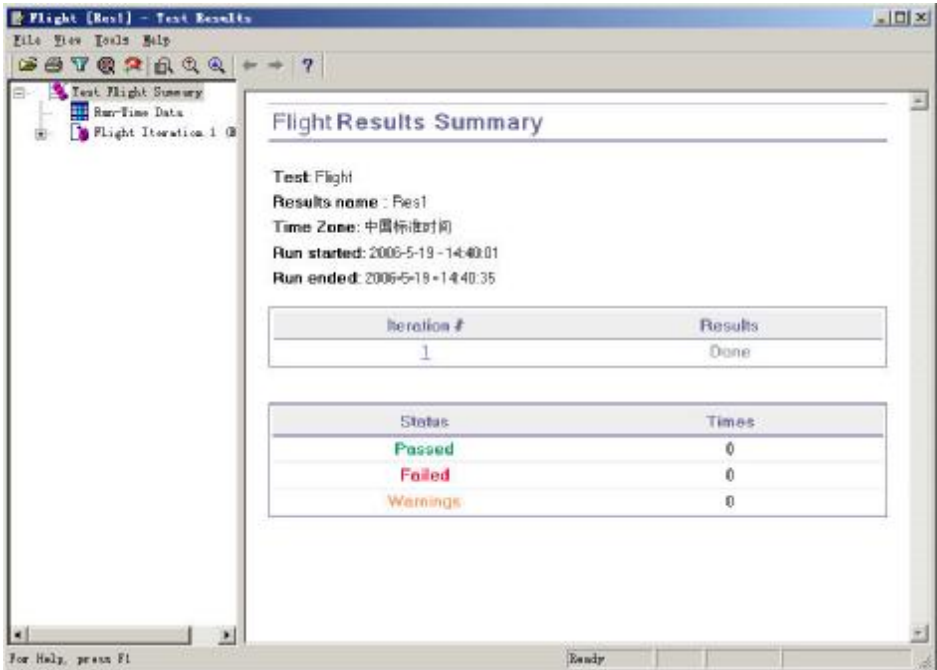 Flight [Res1] - Test Results
File View Tools Help
Test Flight Summary
Run-Time Data
Flight Iteration 1 (R
Flight Results Summary
Test: Flight
Results name : Res1
Time Zone: 中国标准时间
Run started: 2006-5-19 - 14:40:01
Run ended: 2006-5-19 - 14:40:35
Iteration # Results
1 Done
Status Times
Passed 0
Failed 0
Warnings 0
For Help, press F1 Ready